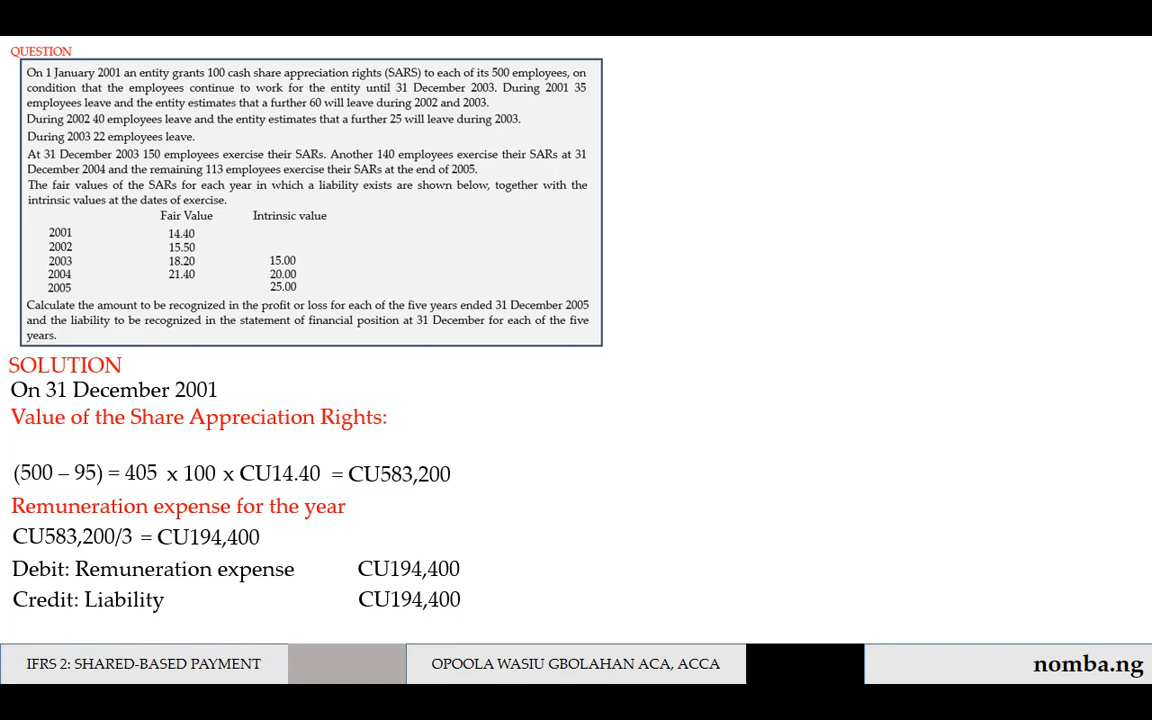 QUESTION
On 1 January 2001 an entity grants 100 cash share appreciation rights (SARS) to each of its 500 employees, on
condition that the employees continue to work for the entity until 31 December 2003. During 2001 35
employees leave and the entity estimates that a further 60 will leave during 2002 and 2003.
During 2002 40 employees leave and the entity estimates that a further 25 will leave during 2003.
During 2003 22 employees leave.
At 31 December 2003 150 employees exercise their SARs. Another 140 employees exercise their SARs at 31
December 2004 and the remaining 113 employees exercise their SARs at the end of 2005.
The fair values of the SARs for each year in which a liability exists are shown below, together with the
intrinsic values at the dates of exercise.
Fair Value Intrinsic value
2001 14.40
2002 15.50
2003 18.20 15.00
2004 21.40 20.00
2005 25.00
Calculate the amount to be recognized in the profit or loss for each of the five years ended 31 December 2005
and the liability to be recognized in the statement of financial position at 31 December for each of the five
years.
SOLUTION
On 31 December 2001
Value of the Share Appreciation Rights:
(500 – 95) = 405 x 100 x CU14.40 = CU583,200
Remuneration expense for the year
CU583,200/3 = CU194,400
Debit: Remuneration expense CU194,400
Credit: Liability CU194,400
IFRS 2: SHARED-BASED PAYMENT OPOOLA WASIU GBOLAHAN ACA, ACCA nomba.ng